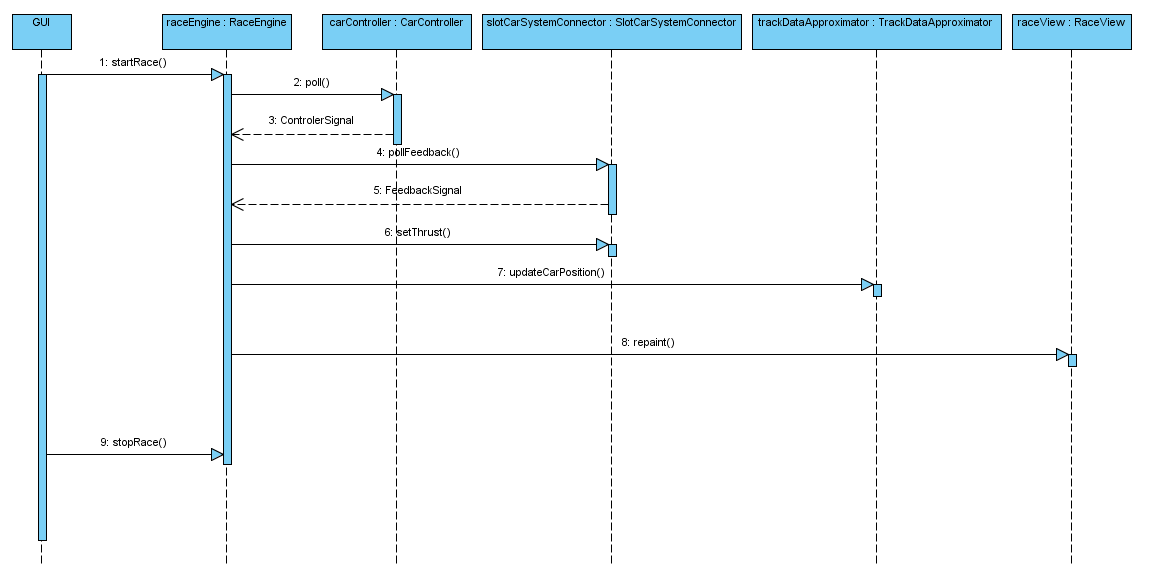 GUI
raceEngine : RaceEngine
carController : CarController
slotCarSystemConnector : SlotCarSystemConnector
trackDataApproximator : TrackDataApproximator
raceView : RaceView
1: startRace()
2: poll()
3: ControlerSignal
4: pollFeedback()
5: FeedbackSignal
6: setThrust()
7: updateCarPosition()
8: repaint()
9: stopRace()